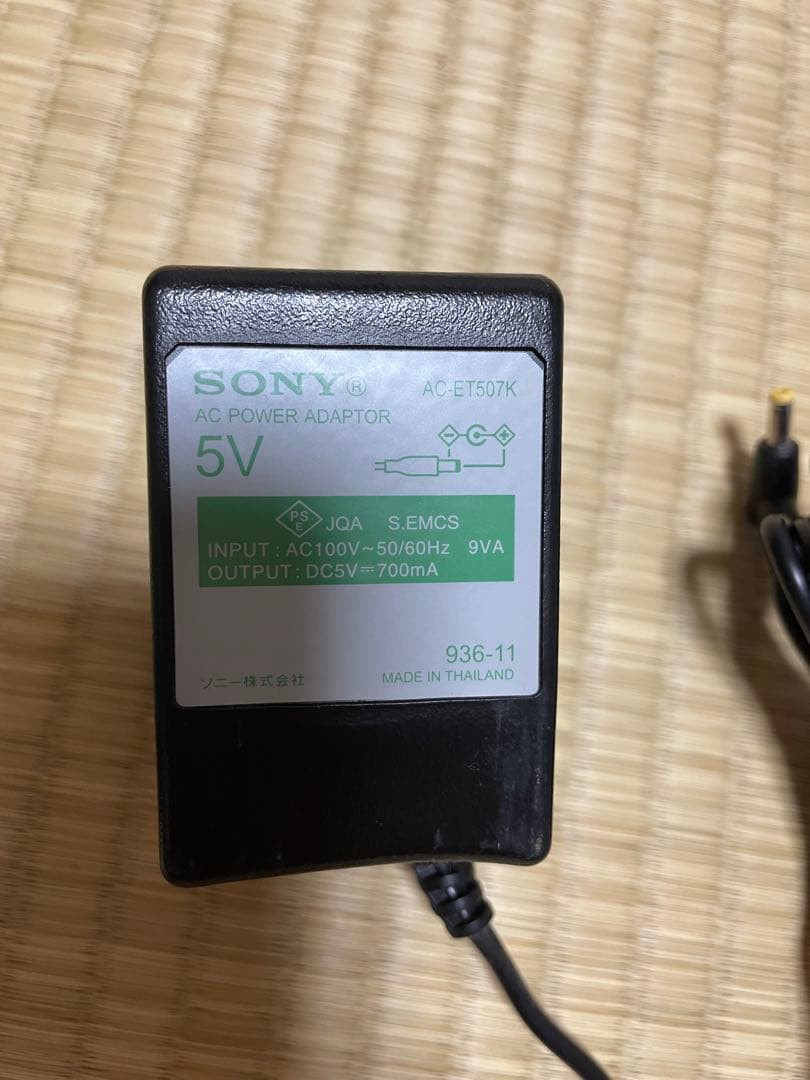 SONY® AC-ET507K
AC POWER ADAPTOR
5V
PS E JQA S.EMCS
INPUT : AC100V~50/60Hz 9VA
OUTPUT : DC5V⎓700mA
936-11
ソニー株式会社 MADE IN THAILAND